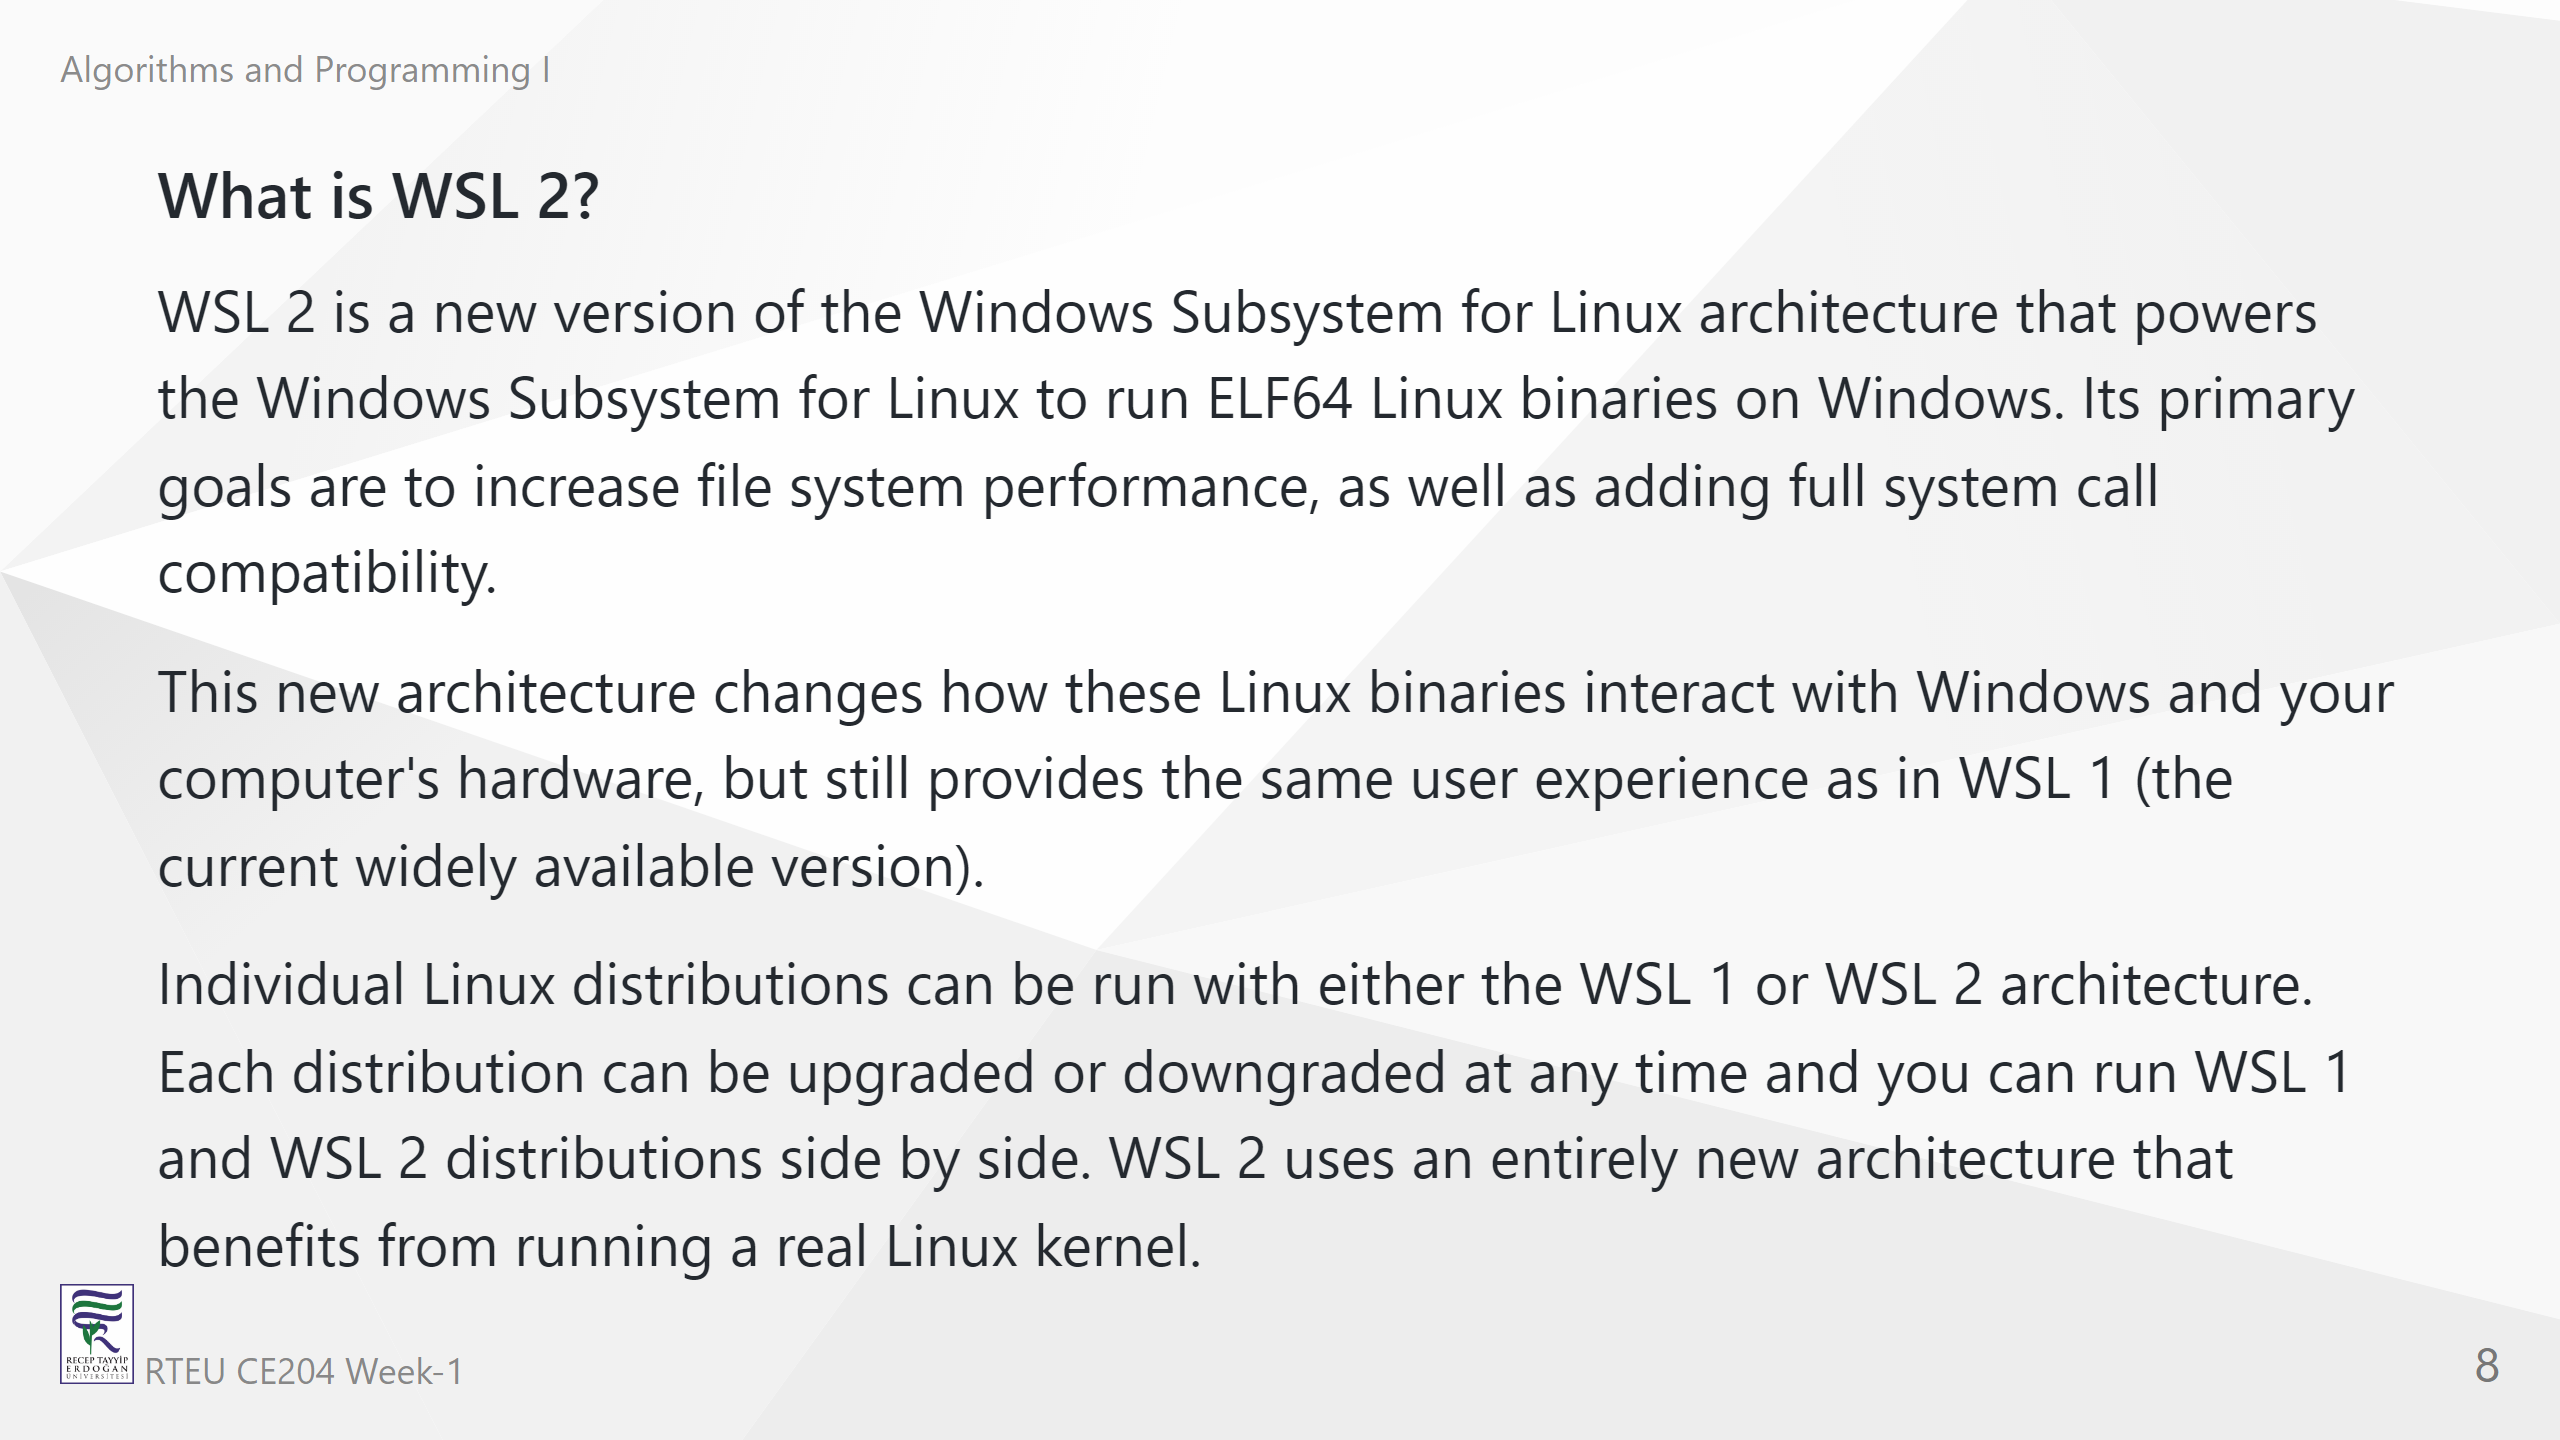 Algorithms and Programming I
What is WSL 2?
WSL 2 is a new version of the Windows Subsystem for Linux architecture that powers
the Windows Subsystem for Linux to run ELF64 Linux binaries on Windows. Its primary
goals are to increase file system performance, as well as adding full system call
compatibility.
This new architecture changes how these Linux binaries interact with Windows and your
computer's hardware, but still provides the same user experience as in WSL 1 (the
current widely available version).
Individual Linux distributions can be run with either the WSL 1 or WSL 2 architecture.
Each distribution can be upgraded or downgraded at any time and you can run WSL 1
and WSL 2 distributions side by side. WSL 2 uses an entirely new architecture that
benefits from running a real Linux kernel.
RECEP TAYYİP
ERDOĞAN
ÜNİVERSİTESİ
RTEU CE204 Week-1
8